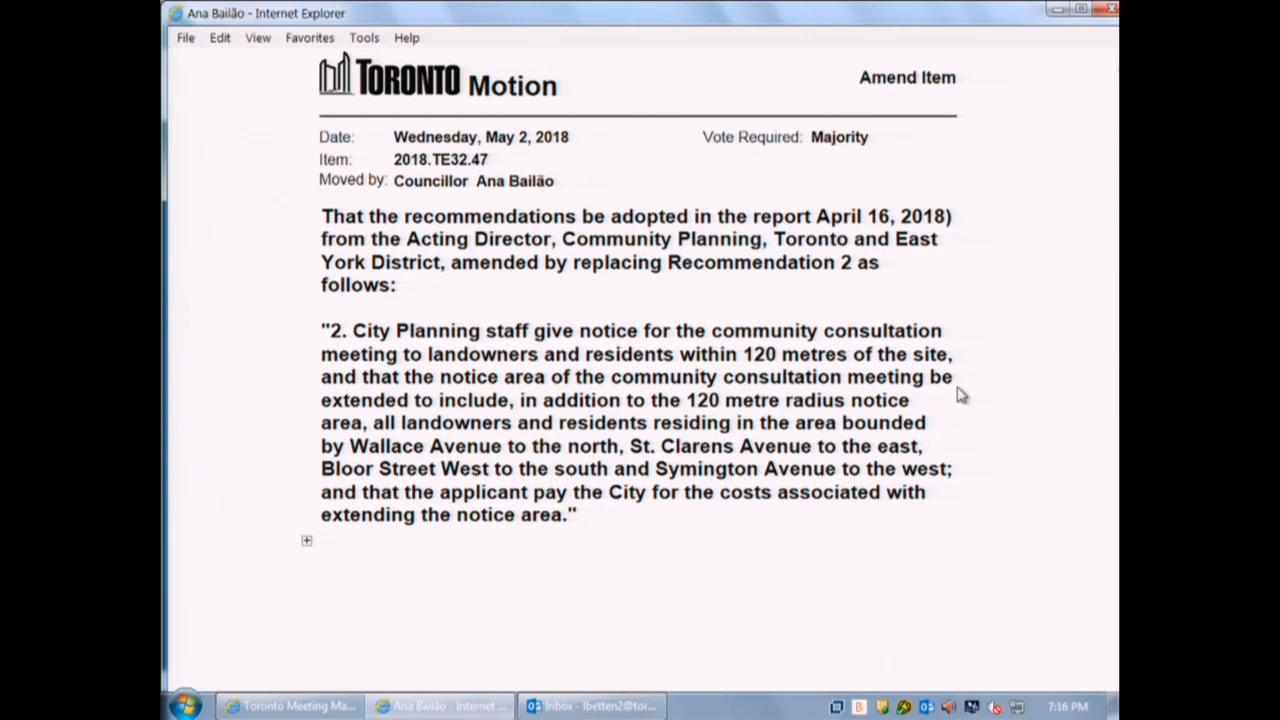 Ana Bailão - Internet Explorer
File Edit View Favorites Tools Help
TORONTO Motion
Amend Item
Date: Wednesday, May 2, 2018
Vote Required: Majority
Item: 2018.TE32.47
Moved by: Councillor Ana Bailão
That the recommendations be adopted in the report April 16, 2018)
from the Acting Director, Community Planning, Toronto and East
York District, amended by replacing Recommendation 2 as
follows:
"2. City Planning staff give notice for the community consultation
meeting to landowners and residents within 120 metres of the site,
and that the notice area of the community consultation meeting be
extended to include, in addition to the 120 metre radius notice
area, all landowners and residents residing in the area bounded
by Wallace Avenue to the north, St. Clarens Avenue to the east,
Bloor Street West to the south and Symington Avenue to the west;
and that the applicant pay the City for the costs associated with
extending the notice area."
Toronto Meeting Ma... Ana Bailão - Internet ... Inbox - lbetten2@tor... 7:16 PM